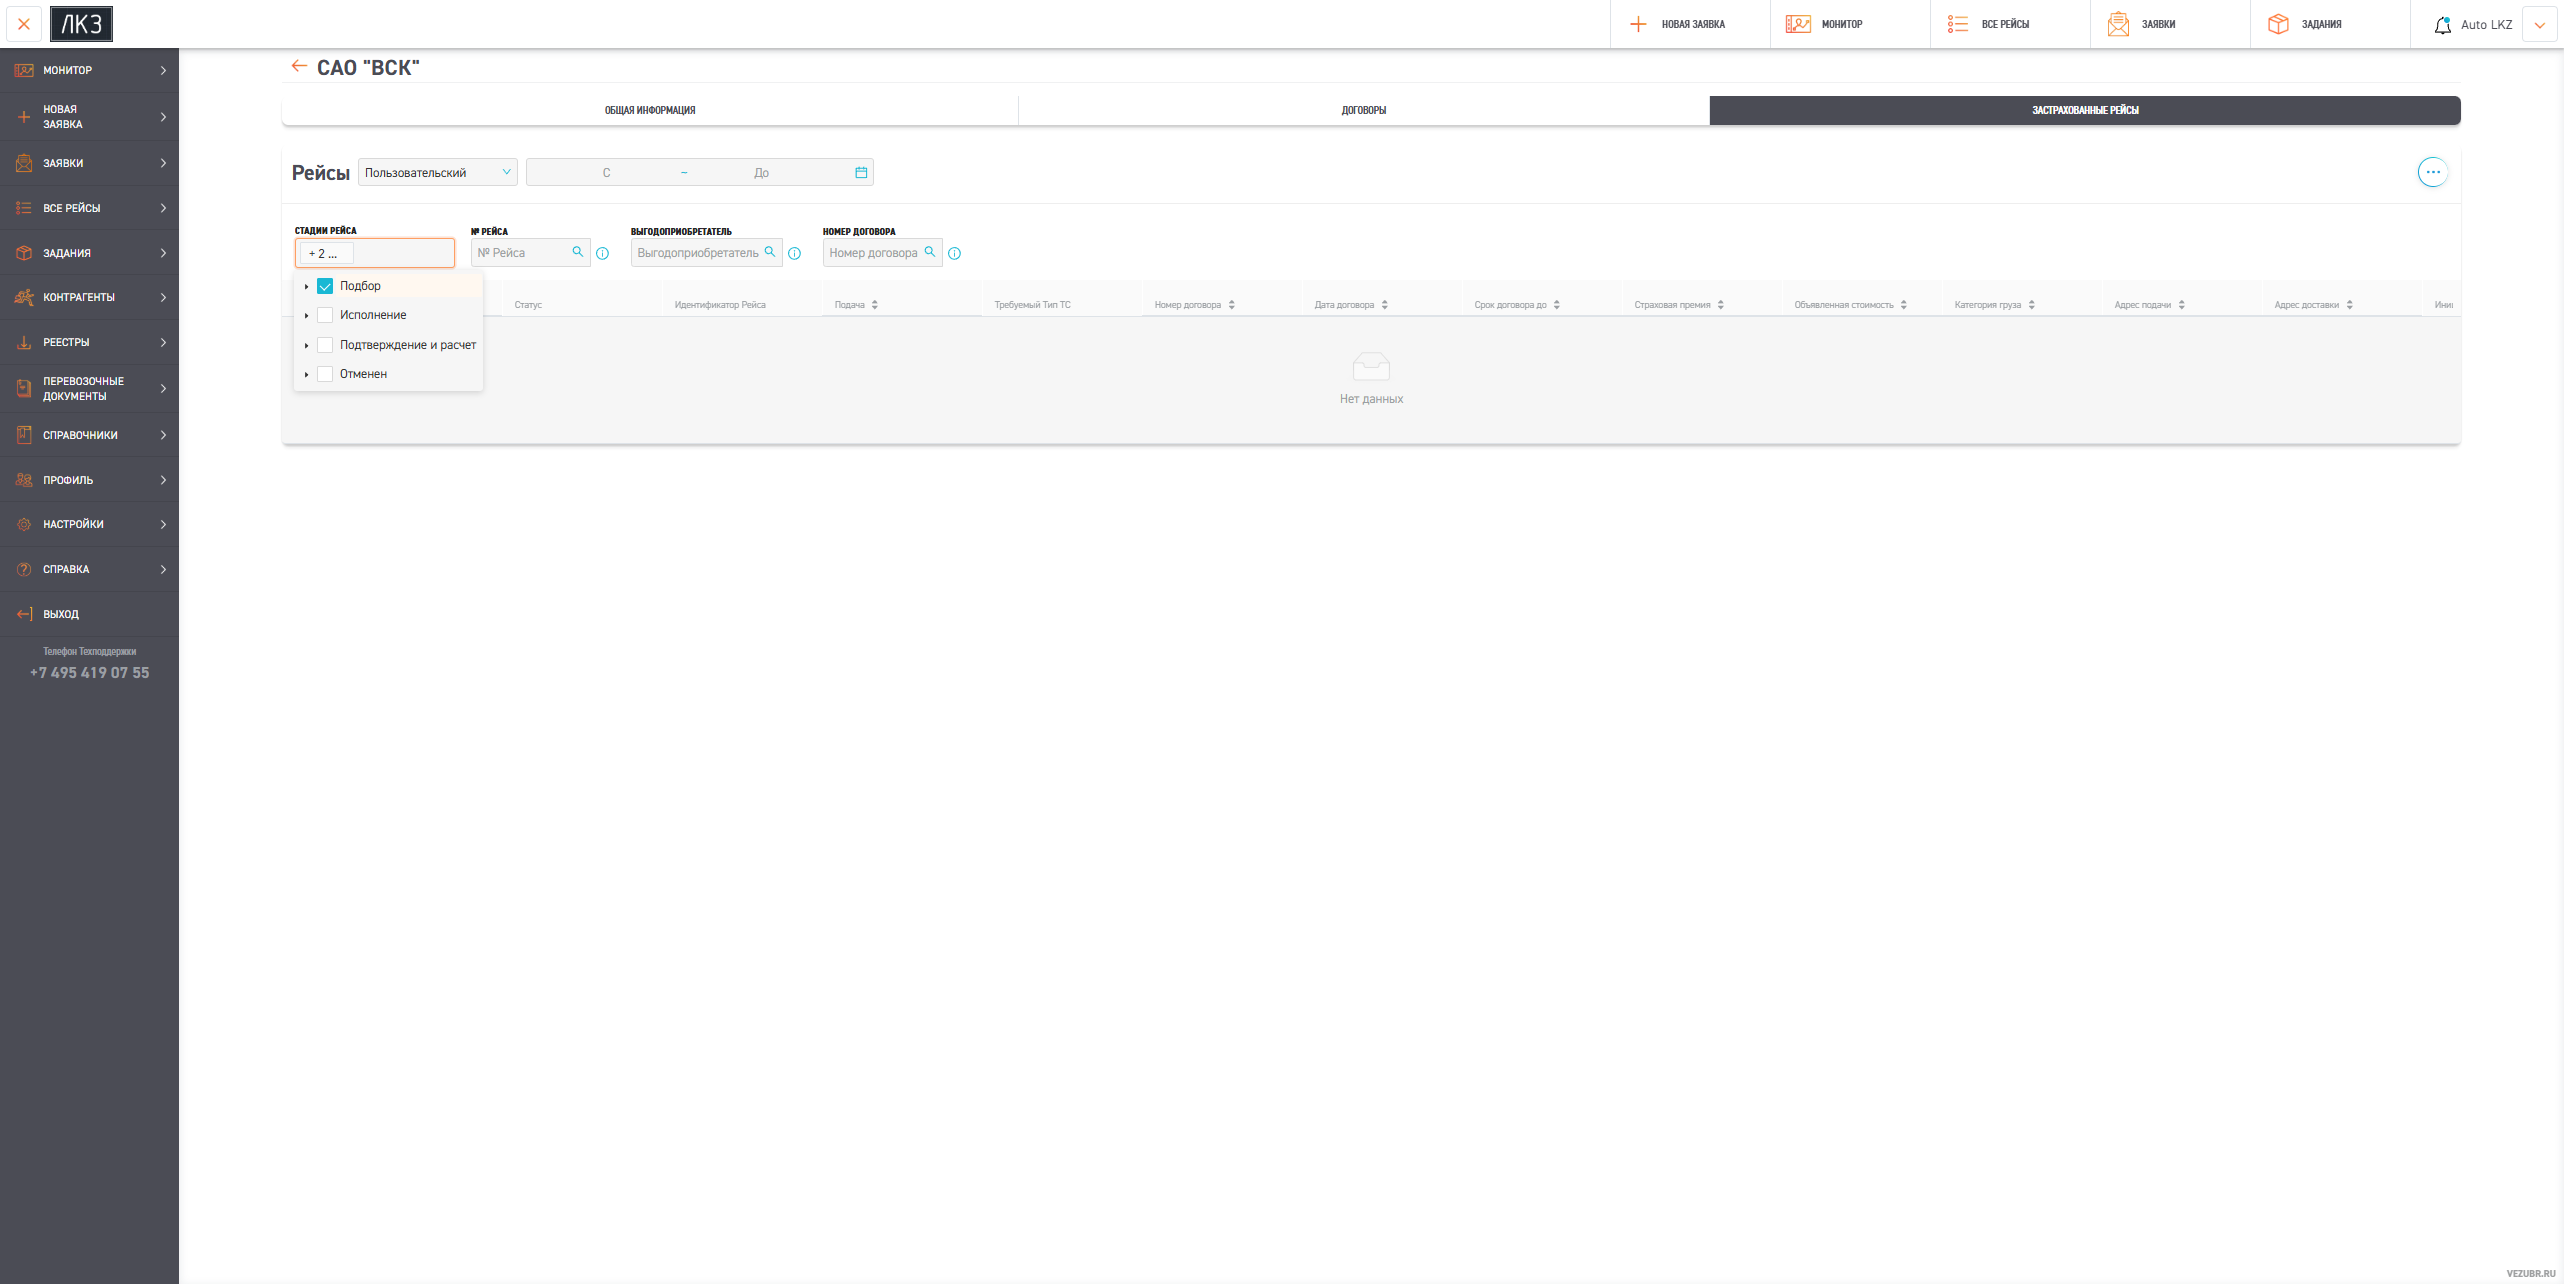 ЛКЗ
НОВАЯ ЗАЯВКА
МОНИТОР
ВСЕ РЕЙСЫ
ЗАЯВКИ
ЗАДАНИЯ
Auto LKZ
МОНИТОР
НОВАЯ
ЗАЯВКА
ЗАЯВКИ
ВСЕ РЕЙСЫ
ЗАДАНИЯ
КОНТРАГЕНТЫ
РЕЕСТРЫ
ПЕРЕВОЗОЧНЫЕ
ДОКУМЕНТЫ
СПРАВОЧНИКИ
ПРОФИЛЬ
НАСТРОЙКИ
СПРАВКА
ВЫХОД
Телефон Техподдержки
+7 495 419 07 55
САО "ВСК"
ОБЩАЯ ИНФОРМАЦИЯ
ДОГОВОРЫ
ЗАСТРАХОВАННЫЕ РЕЙСЫ
Рейсы
Пользовательский
С ~ До
СТАДИИ РЕЙСА
№ РЕЙСА
ВЫГОДОПРИОБРЕТАТЕЛЬ
НОМЕР ДОГОВОРА
+ 2 ...
№ Рейса
Выгодоприобретатель
Номер договора
Подбор
Исполнение
Подтверждение и расчет
Отменен
Статус
Идентификатор Рейса
Подача
Требуемый Тип ТС
Номер договора
Дата договора
Срок договора до
Страховая премия
Объявленная стоимость
Категория груза
Адрес подачи
Адрес доставки
Нет данных
VEZUBR.RU